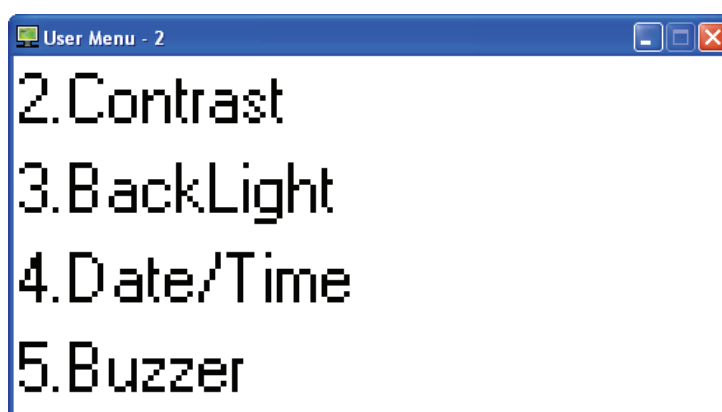 User Menu - 2
2.Contrast
3.BackLight
4.Date/Time
5.Buzzer